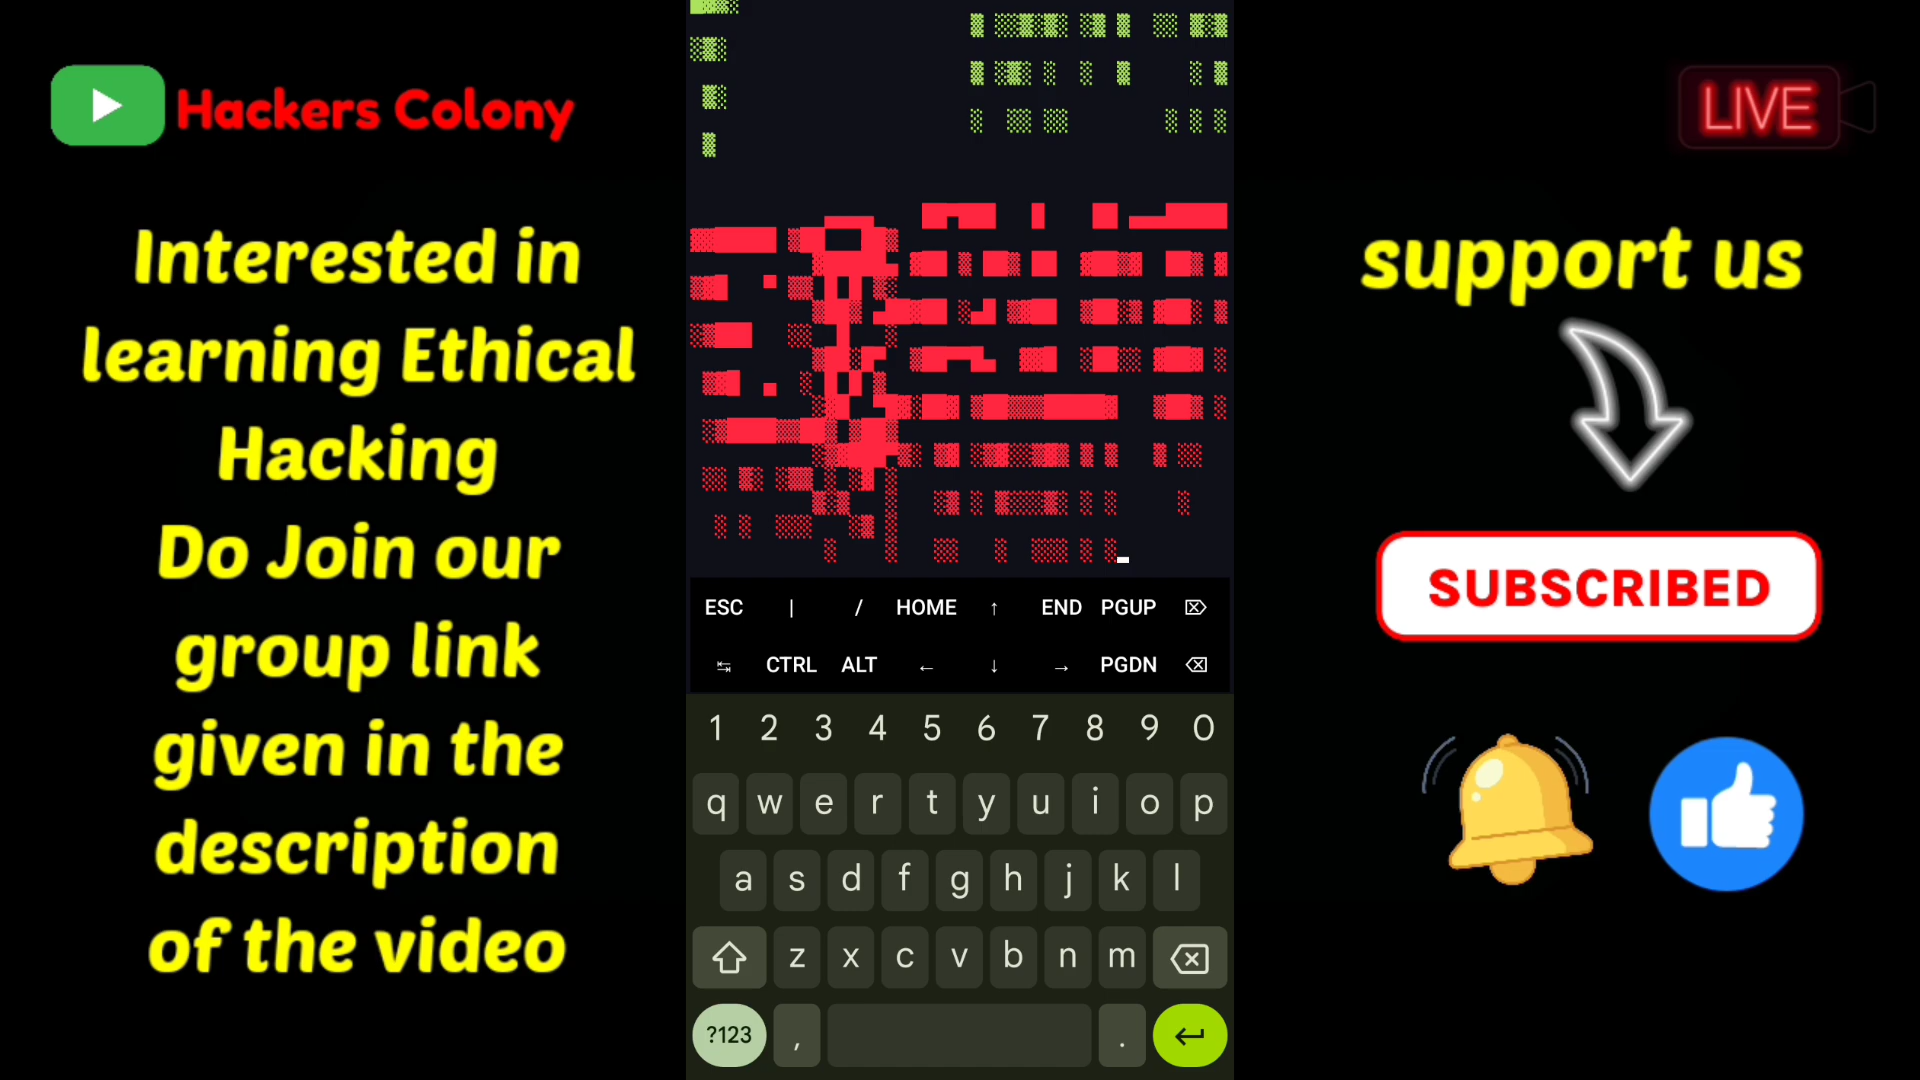 Hackers Colony
LIVE
Interested in
learning Ethical
Hacking
Do Join our
group link
given in the
description
of the video
support us
SUBSCRIBED
ESC | / HOME ↑ END PGUP ⌦
↹ CTRL ALT ← ↓ → PGDN ⌫
1 2 3 4 5 6 7 8 9 0
q w e r t y u i o p
a s d f g h j k l
z x c v b n m
?123 , .